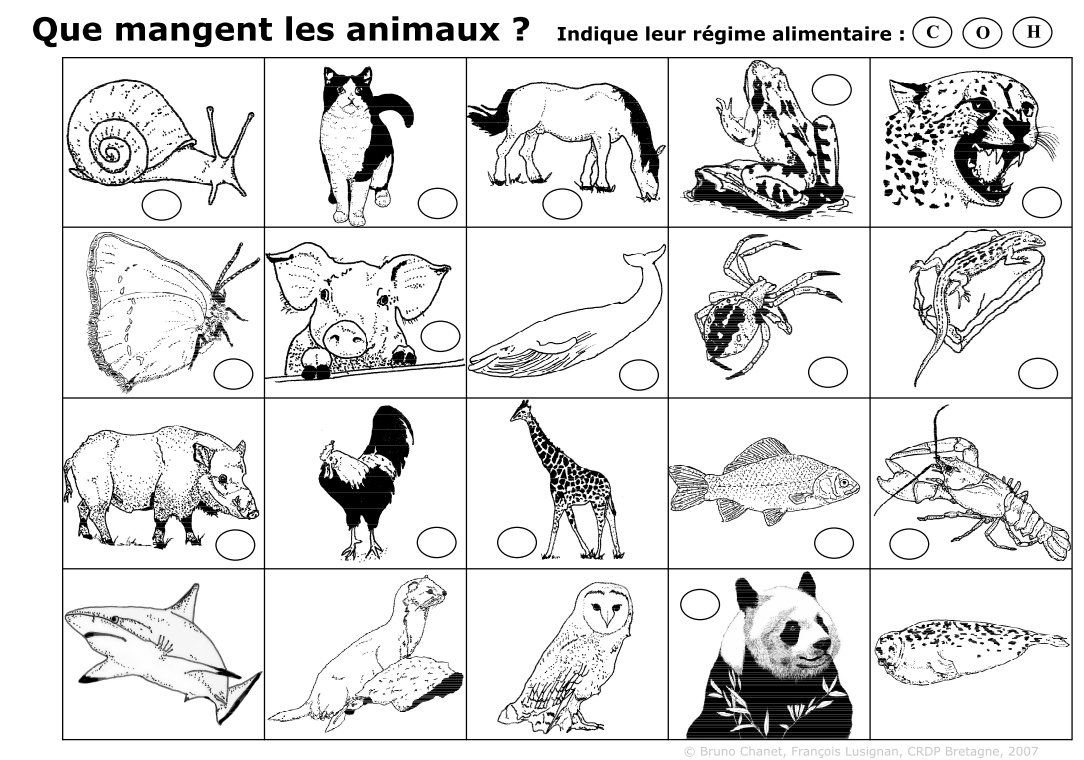 Que mangent les animaux ? Indique leur régime alimentaire : C O H
© Bruno Chanet, François Lusignan, CRDP Bretagne, 2007